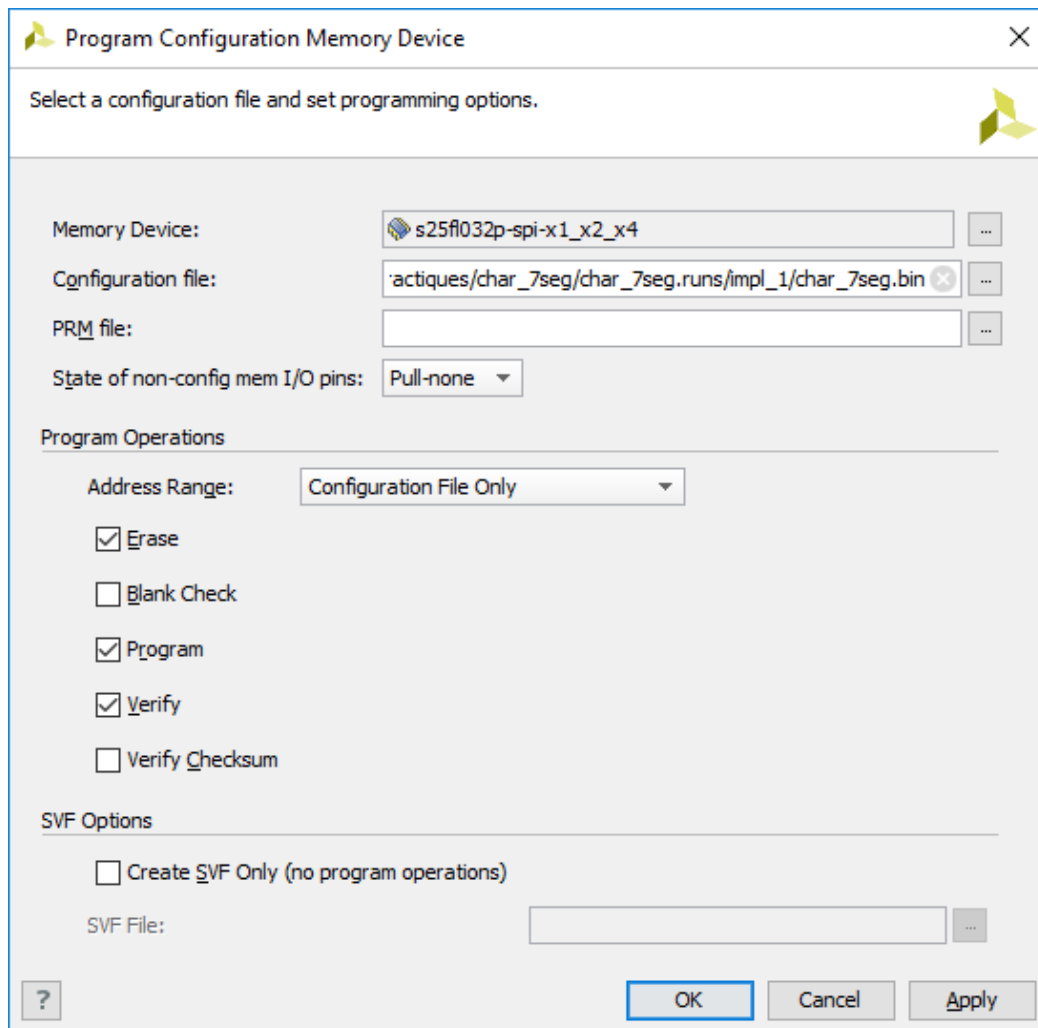 Program Configuration Memory Device
Select a configuration file and set programming options.
Memory Device: s25fl032p-spi-x1_x2_x4 ...
Configuration file: actiques/char_7seg/char_7seg.runs/impl_1/char_7seg.bin ...
PRM file: ...
State of non-config mem I/O pins: Pull-none
Program Operations
Address Range: Configuration File Only
Erase
Blank Check
Program
Verify
Verify Checksum
SVF Options
Create SVF Only (no program operations)
SVF File: ...
? OK Cancel Apply